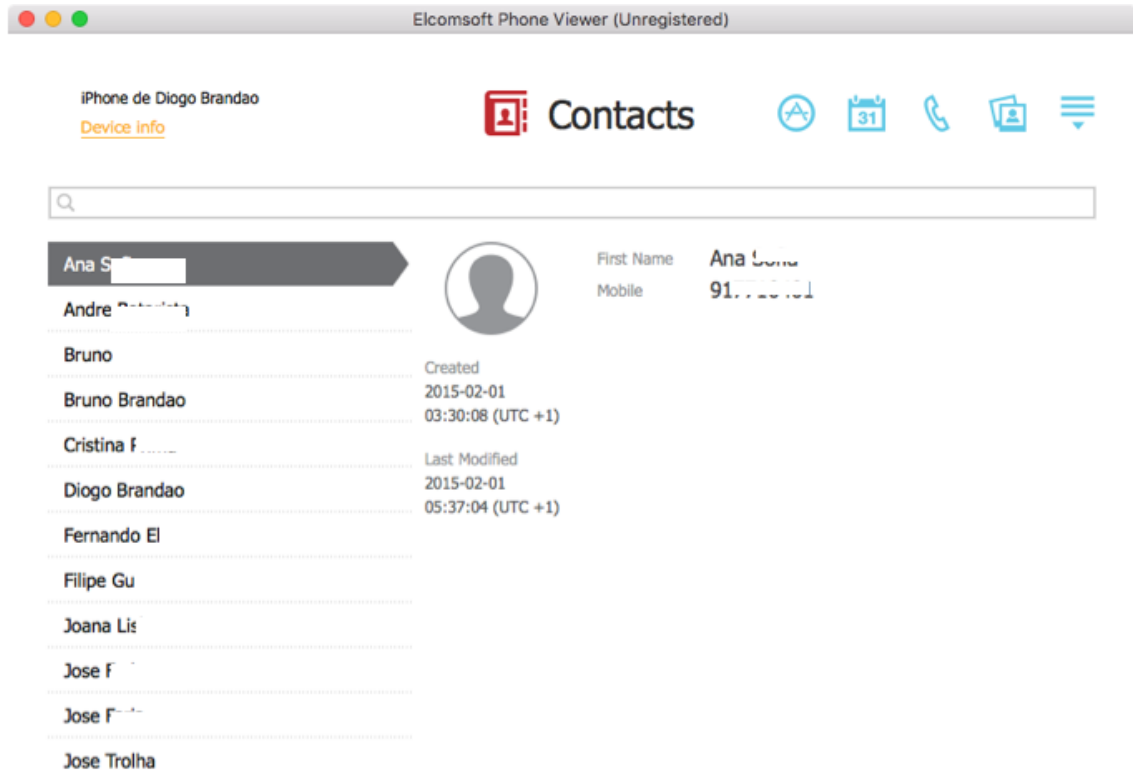 Elcomsoft Phone Viewer (Unregistered)
iPhone de Diogo Brandao
Device info
Contacts
31
Ana
Andre
Bruno
Bruno Brandao
Cristina
Diogo Brandao
Fernando El
Filipe Gu
Joana Lis
Jose
Jose
Jose Trolha
First Name Ana
Mobile
Created
2015-02-01
03:30:08 (UTC +1)
Last Modified
2015-02-01
05:37:04 (UTC +1)